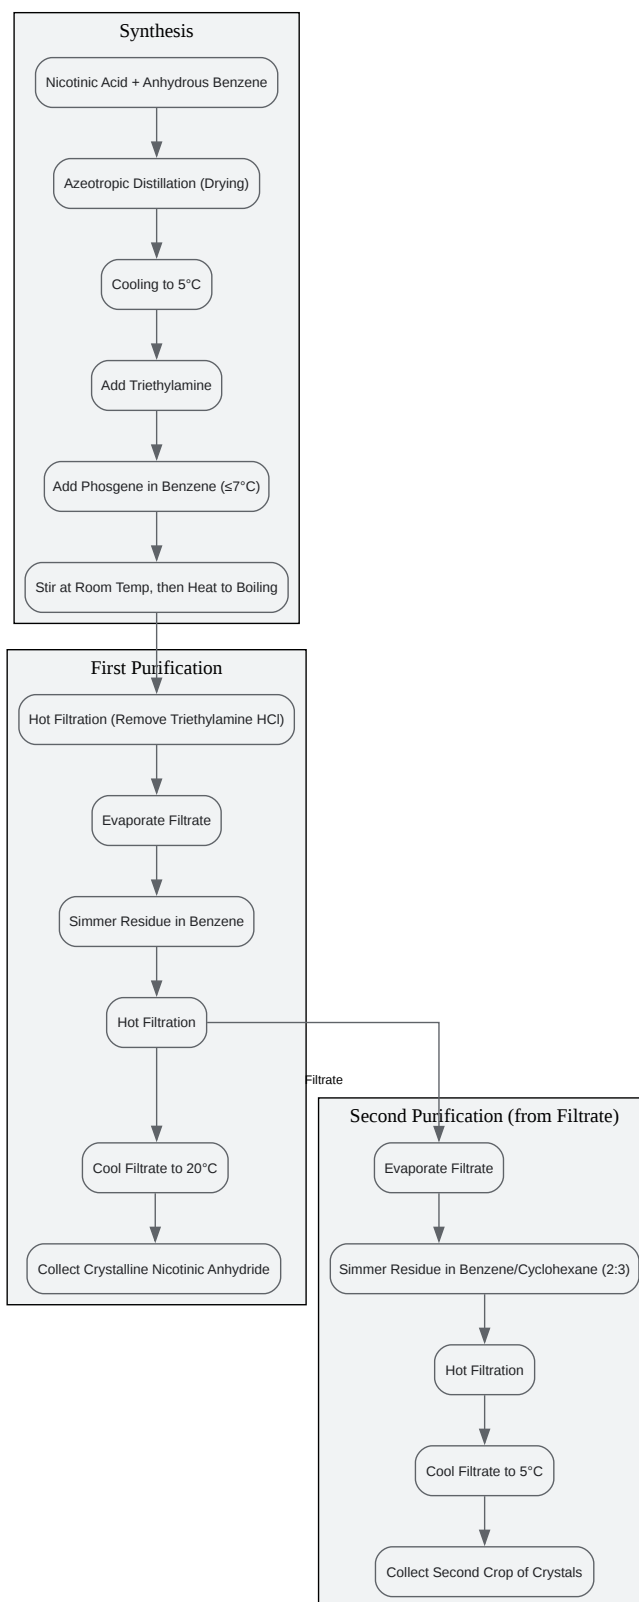 Synthesis
Nicotinic Acid + Anhydrous Benzene
Azeotropic Distillation (Drying)
Cooling to 5°C
Add Triethylamine
Add Phosgene in Benzene (≤7°C)
Stir at Room Temp, then Heat to Boiling
First Purification
Hot Filtration (Remove Triethylamine HCl)
Evaporate Filtrate
Simmer Residue in Benzene
Hot Filtration
Filtrate
Cool Filtrate to 20°C
Collect Crystalline Nicotinic Anhydride
Second Purification (from Filtrate)
Evaporate Filtrate
Simmer Residue in Benzene/Cyclohexane (2:3)
Hot Filtration
Cool Filtrate to 5°C
Collect Second Crop of Crystals